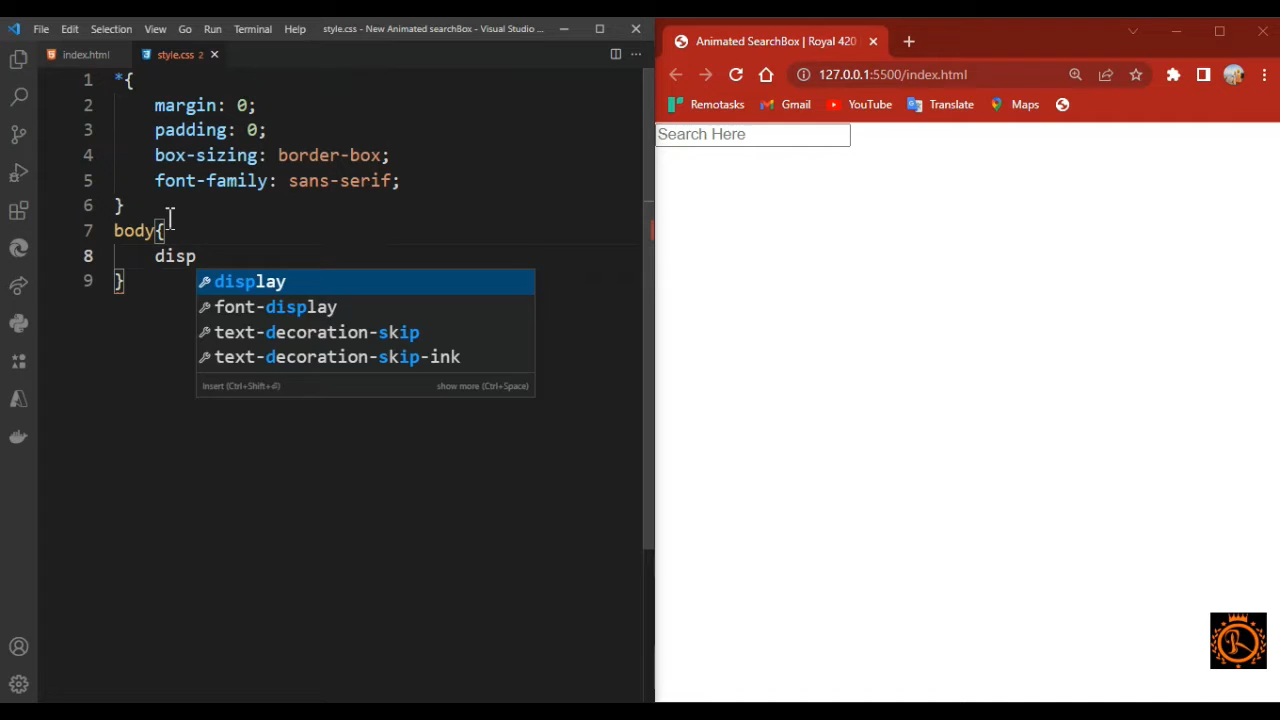 File Edit Selection View Go Run Terminal Help style.css - New Animated searchBox - Visual Studio ...
index.html style.css 2
1 *{
2 margin: 0;
3 padding: 0;
4 box-sizing: border-box;
5 font-family: sans-serif;
6 }
7 body{
8 disp
9 }
display
font-display
text-decoration-skip
text-decoration-skip-ink
Insert (Ctrl+Shift+⏎) show more (Ctrl+Space)
Animated SearchBox | Royal 420
127.0.0.1:5500/index.html
Remotasks Gmail YouTube Translate Maps
Search Here